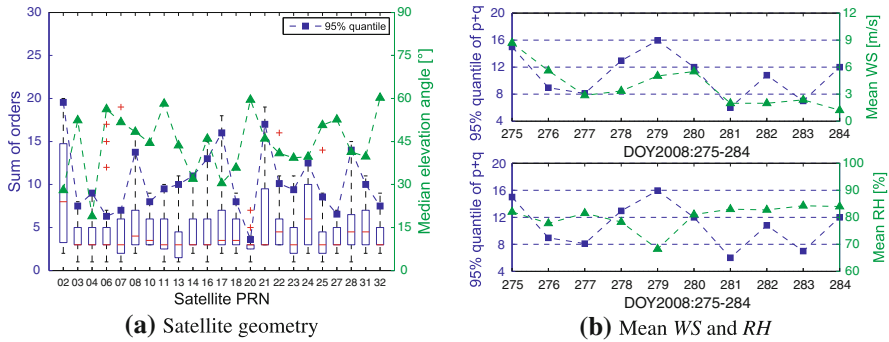 30
25
20
15
10
5
0
Sum of orders
95% quantile
90
75
60
45
30
15
0
Median elevation angle [°]
02 03 04 06 07 08 10 11 13 14 16 17 18 20 21 22 23 24 25 27 28 31 32
Satellite PRN
(a) Satellite geometry
95% quantile of p+q
20
16
12
8
4
12
9
6
3
0
Mean WS [m/s]
275 276 277 278 279 280 281 282 283 284
DOY2008:275-284
95% quantile of p+q
20
16
12
8
4
100
90
80
70
60
Mean RH [%]
275 276 277 278 279 280 281 282 283 284
DOY2008:275-284
(b) Mean WS and RH